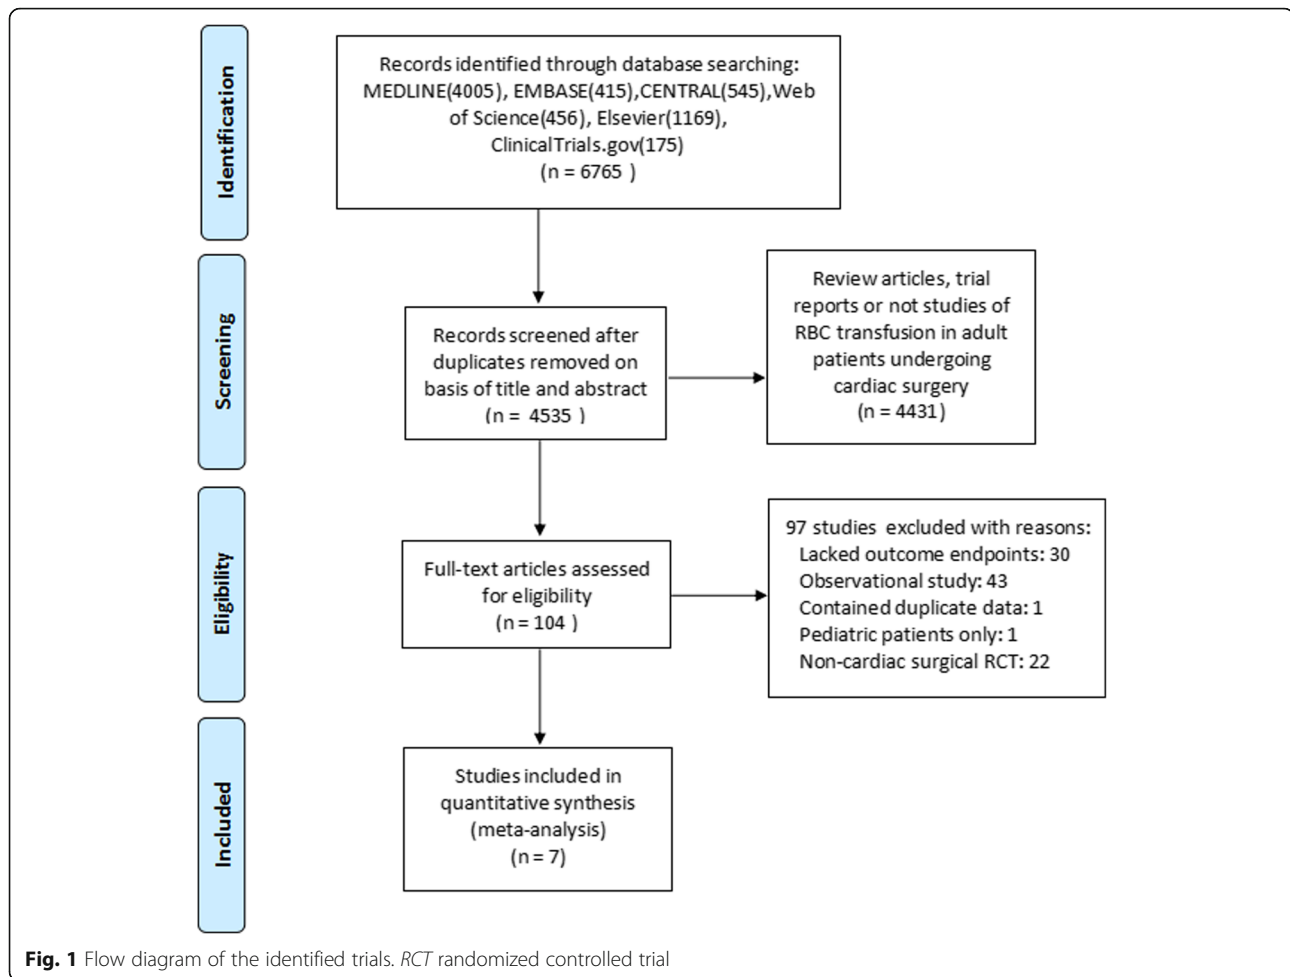 Identification
Records identified through database searching:
MEDLINE(4005), EMBASE(415),CENTRAL(545),Web
of Science(456), Elsevier(1169),
ClinicalTrials.gov(175)
(n = 6765 )
Screening
Records screened after
duplicates removed on
basis of title and abstract
(n = 4535 )
Review articles, trial
reports or not studies of
RBC transfusion in adult
patients undergoing
cardiac surgery
(n = 4431)
Eligibility
Full-text articles assessed
for eligibility
(n = 104 )
97 studies excluded with reasons:
Lacked outcome endpoints: 30
Observational study: 43
Contained duplicate data: 1
Pediatric patients only: 1
Non-cardiac surgical RCT: 22
Included
Studies included in
quantitative synthesis
(meta-analysis)
(n = 7)
Fig. 1 Flow diagram of the identified trials. RCT randomized controlled trial